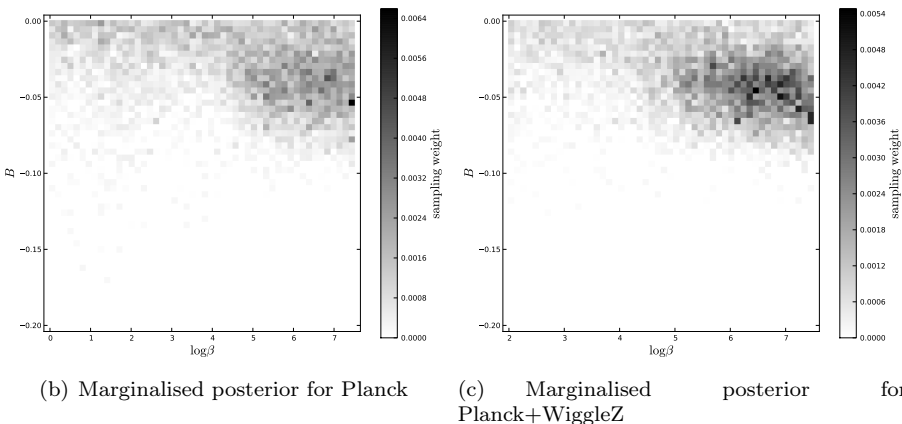 0.00
−0.05
−0.10
−0.15
−0.20
B
0 1 2 3 4 5 6 7
logβ
0.0064
0.0056
0.0048
0.0040
0.0032
0.0024
0.0016
0.0008
0.0000
sampling weight
(b) Marginalised posterior for Planck
0.00
−0.05
−0.10
−0.15
−0.20
B
2 3 4 5 6 7
logβ
0.0054
0.0048
0.0042
0.0036
0.0030
0.0024
0.0018
0.0012
0.0006
0.0000
sampling weight
(c) Marginalised posterior for
Planck+WiggleZ